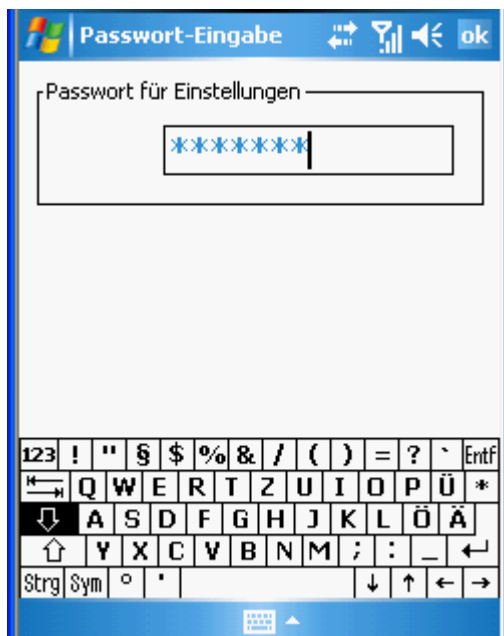 Passwort-Eingabe ok
Passwort für Einstellungen
*******
123 ! " § $ % & / ( ) = ? ` Entf
Q W E R T Z U I O P Ü *
A S D F G H J K L Ö Ä
Y X C V B N M ; : _
Strg Sym ° '